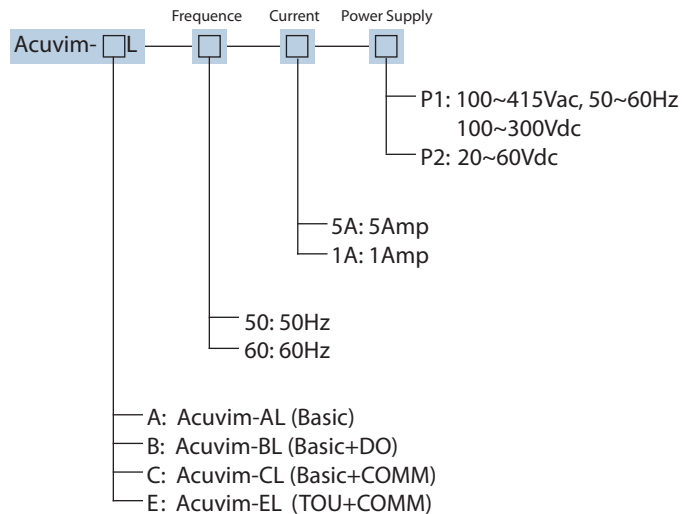 Frequence Current Power Supply
Acuvim- L
P1: 100~415Vac, 50~60Hz
100~300Vdc
P2: 20~60Vdc
5A: 5Amp
1A: 1Amp
50: 50Hz
60: 60Hz
A: Acuvim-AL (Basic)
B: Acuvim-BL (Basic+DO)
C: Acuvim-CL (Basic+COMM)
E: Acuvim-EL (TOU+COMM)